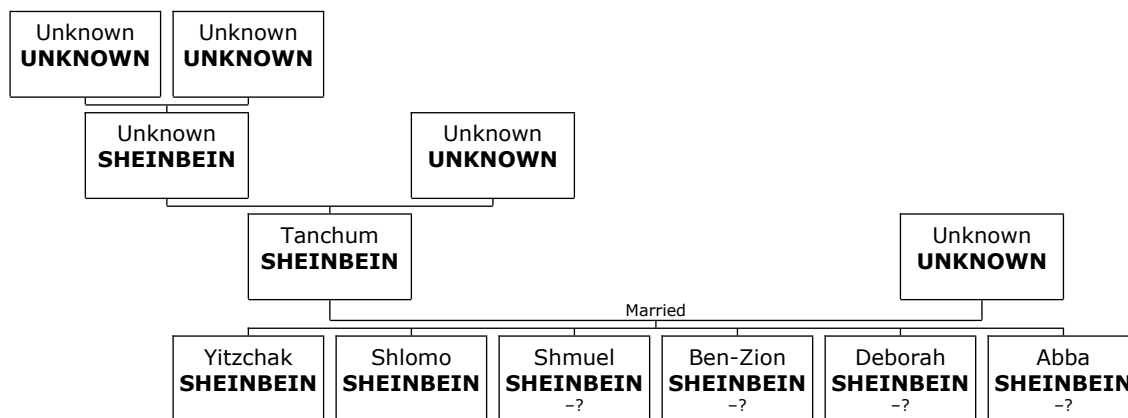 Unknown
UNKNOWN
Unknown
UNKNOWN
Unknown
SHEINBEIN
Unknown
UNKNOWN
Tanchum
SHEINBEIN
Unknown
UNKNOWN
Married
Yitzchak
SHEINBEIN
Shlomo
SHEINBEIN
Shmuel
SHEINBEIN
–?
Ben-Zion
SHEINBEIN
–?
Deborah
SHEINBEIN
–?
Abba
SHEINBEIN
–?